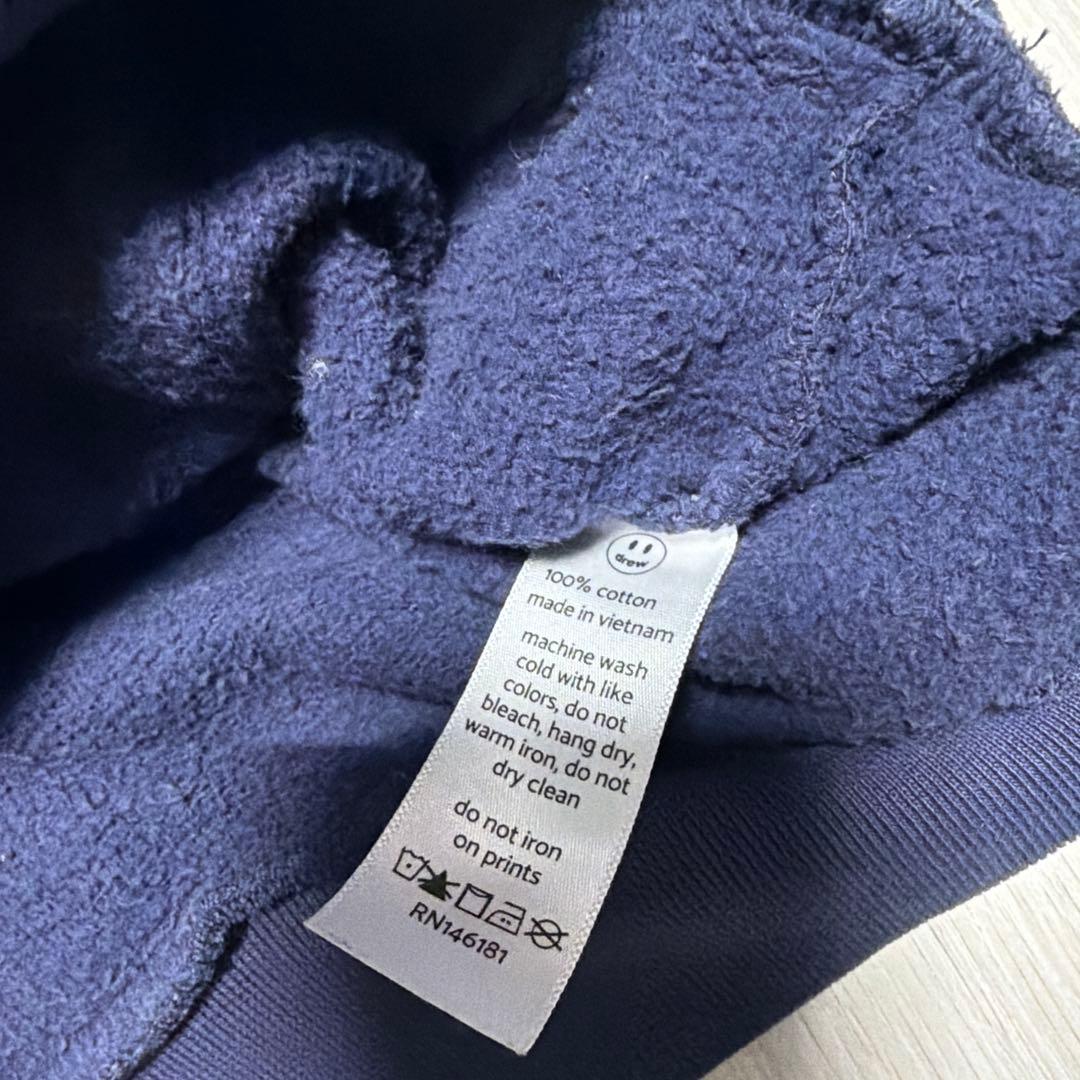 drew
100% cotton
made in vietnam
machine wash
cold with like
colors, do not
bleach, hang dry,
warm iron, do not
dry clean
do not iron
on prints
RN146181